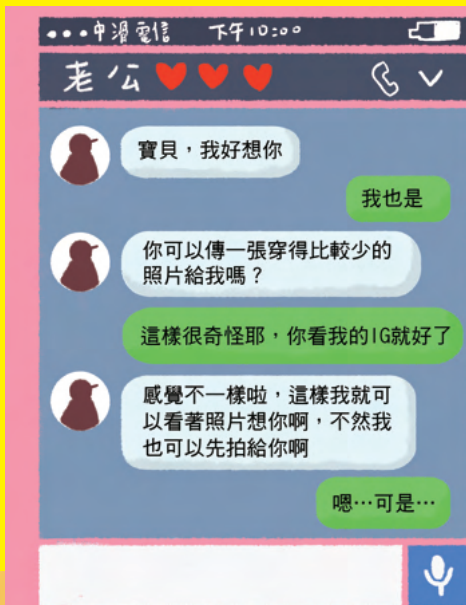 中滑電信 下午10:00
老公
寶貝,我好想你
我也是
你可以傳一張穿得比較少的
照片給我嗎?
這樣很奇怪耶,你看我的IG就好了
感覺不一樣啦,這樣我就可
以看著照片想你啊,不然我
也可以先拍給你啊
嗯…可是…